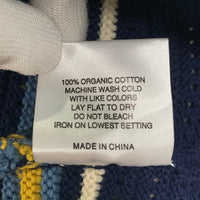 100% ORGANIC COTTON
MACHINE WASH COLD
WITH LIKE COLORS
LAY FLAT TO DRY
DO NOT BLEACH
IRON ON LOWEST SETTING
MADE IN CHINA